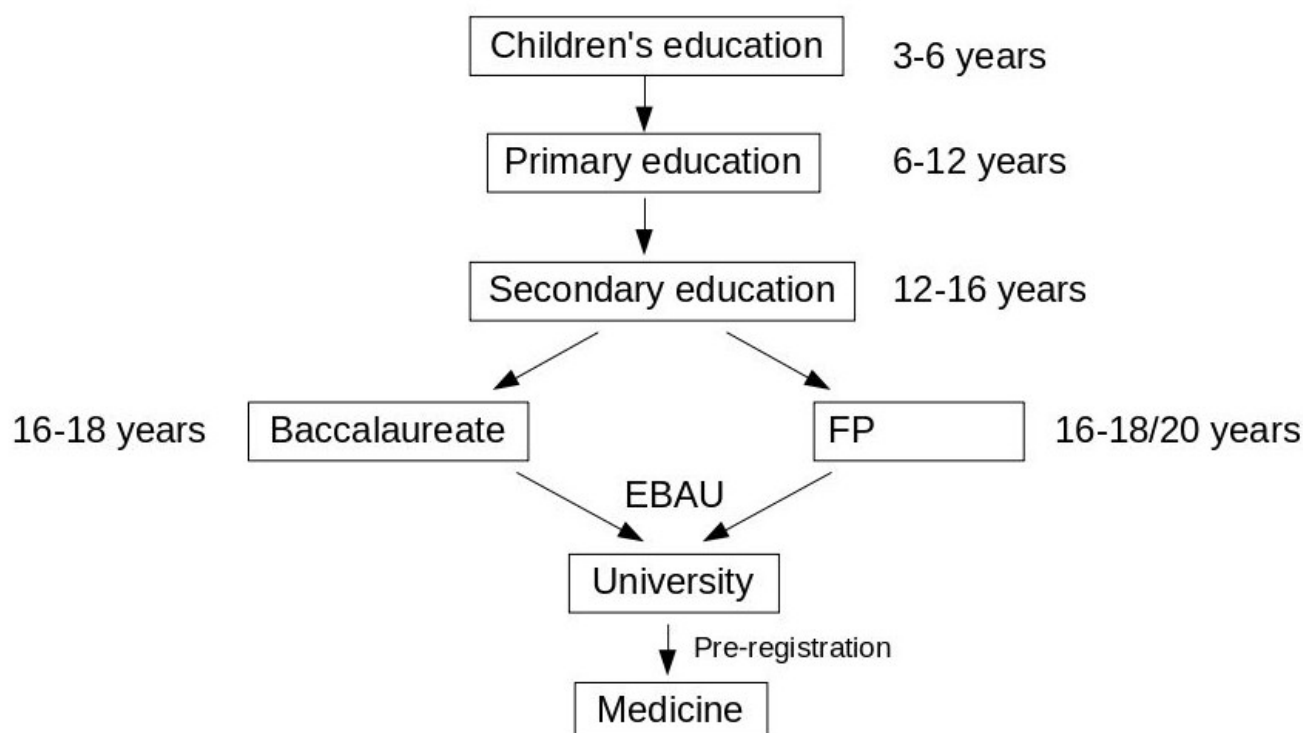 Children's education
3-6 years
Primary education
6-12 years
Secondary education
12-16 years
16-18 years
Baccalaureate
FP
16-18/20 years
EBAU
University
Pre-registration
Medicine